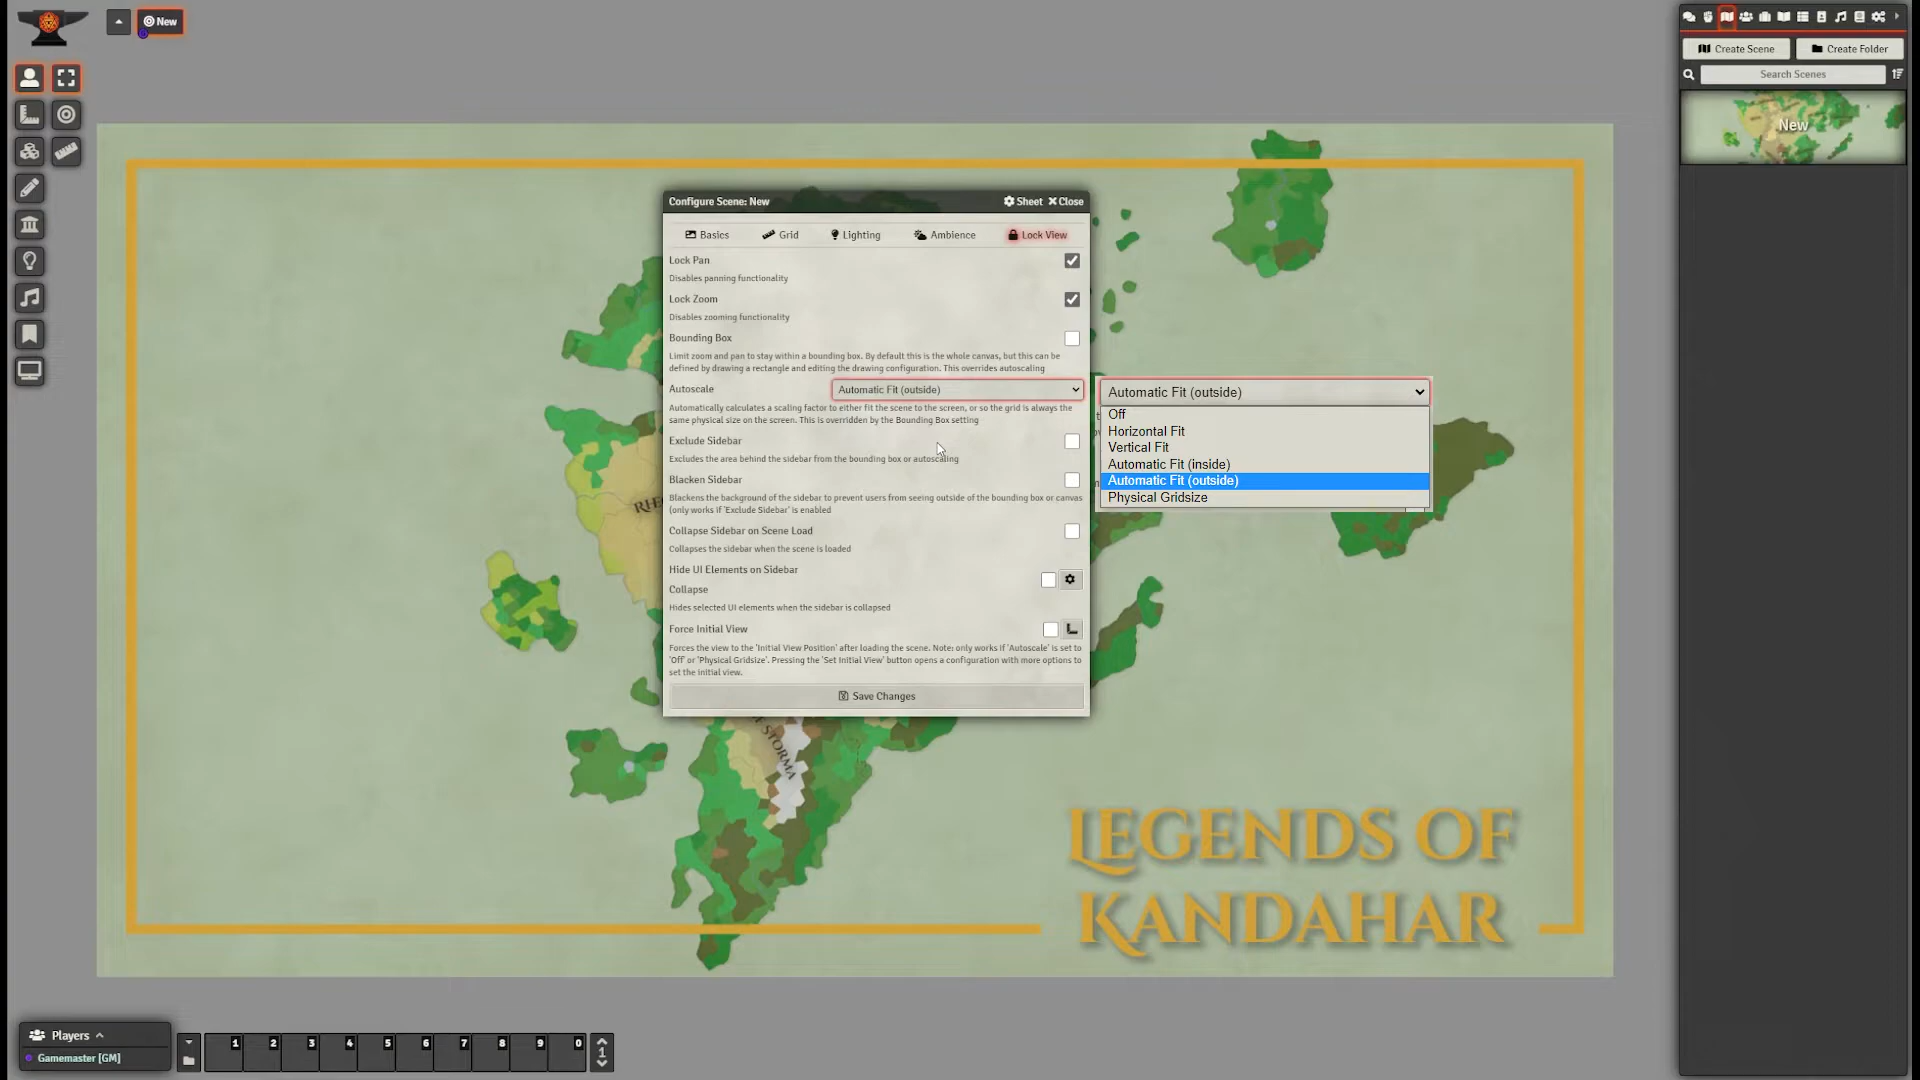 New
Create Scene
Create Folder
Search Scenes
New
Configure Scene: New
Sheet
Close
Basics
Grid
Lighting
Ambience
Lock View
Lock Pan
Disables panning functionality
Lock Zoom
Disables zooming functionality
Bounding Box
Limit zoom and pan to stay within a bounding box. By default this is the whole canvas, but this can be
defined by drawing a rectangle and editing the drawing configuration. This overrides autoscaling
Autoscale
Automatic Fit (outside)
Automatically calculates a scaling factor to either fit the scene to the screen, or so the grid is always the
same physical size on the screen. This is overridden by the Bounding Box setting
Exclude Sidebar
Excludes the area behind the sidebar from the bounding box or autoscaling
Blacken Sidebar
Blackens the background of the sidebar to prevent users from seeing outside of the bounding box or canvas
(only works if 'Exclude Sidebar' is enabled
Collapse Sidebar on Scene Load
Collapses the sidebar when the scene is loaded
Hide UI Elements on Sidebar
Collapse
Hides selected UI elements when the sidebar is collapsed
Force Initial View
Forces the view to the 'Initial View Position' after loading the scene. Note: only works if 'Autoscale' is set to
'Off' or 'Physical Gridsize'. Pressing the 'Set Initial View' button opens a configuration with more options to
set the initial view.
Save Changes
Automatic Fit (outside)
Off
Horizontal Fit
Vertical Fit
Automatic Fit (inside)
Automatic Fit (outside)
Physical Gridsize
STORMA
LEGENDS OF
KANDAHAR
Players
Gamemaster [GM]
1 2 3 4 5 6 7 8 9 0
1